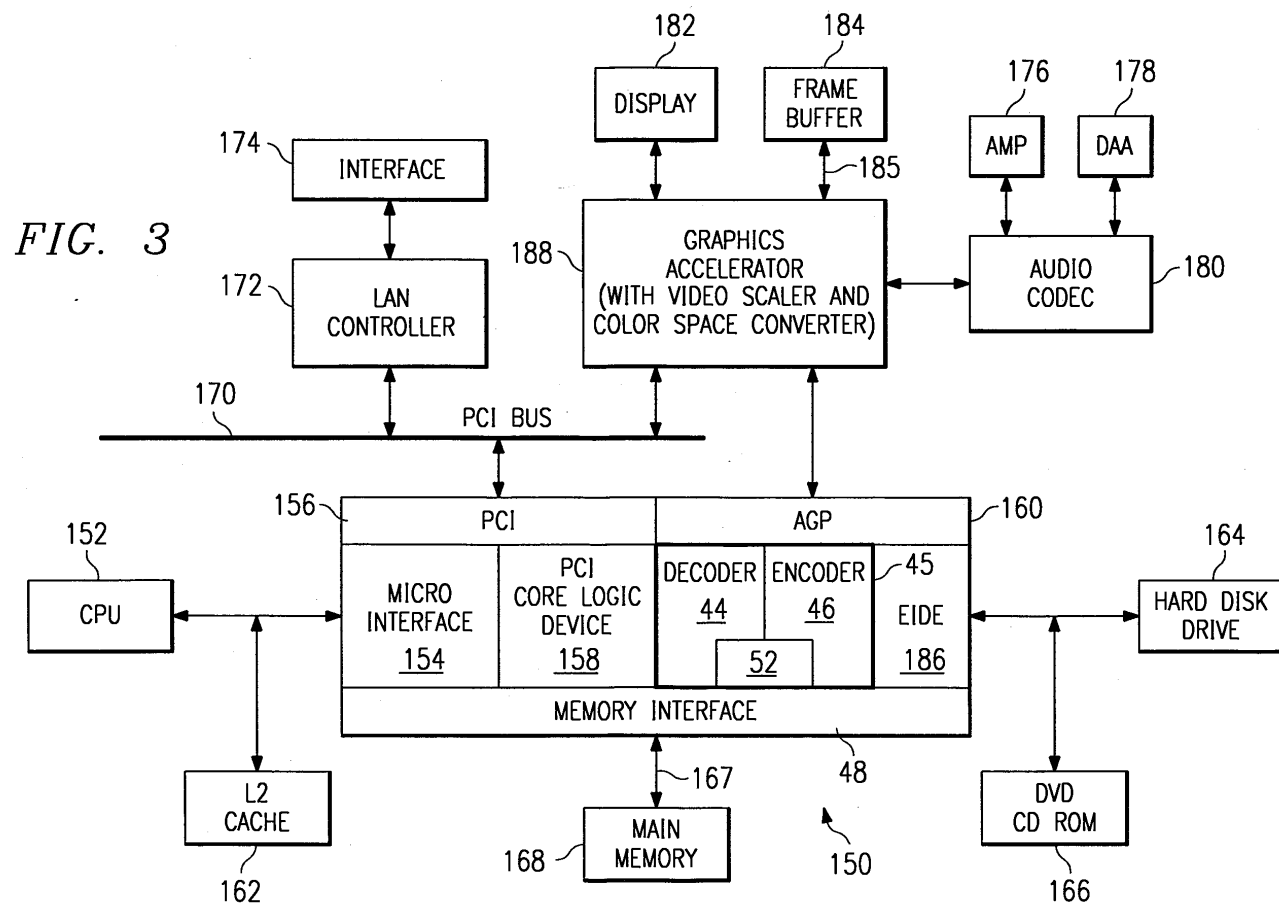 182
184
176
178
DISPLAY
FRAME
BUFFER
AMP
DAA
174
INTERFACE
185
FIG. 3
188
GRAPHICS
ACCELERATOR
(WITH VIDEO SCALER AND
COLOR SPACE CONVERTER)
172
LAN
CONTROLLER
AUDIO
CODEC
180
170
PCI BUS
156
PCI
AGP
160
152
CPU
MICRO
INTERFACE
154
PCI
CORE LOGIC
DEVICE
158
DECODER
44
ENCODER
46
52
45
EIDE
186
164
HARD DISK
DRIVE
MEMORY INTERFACE
48
167
L2
CACHE
162
168
MAIN
MEMORY
150
DVD
CD ROM
166